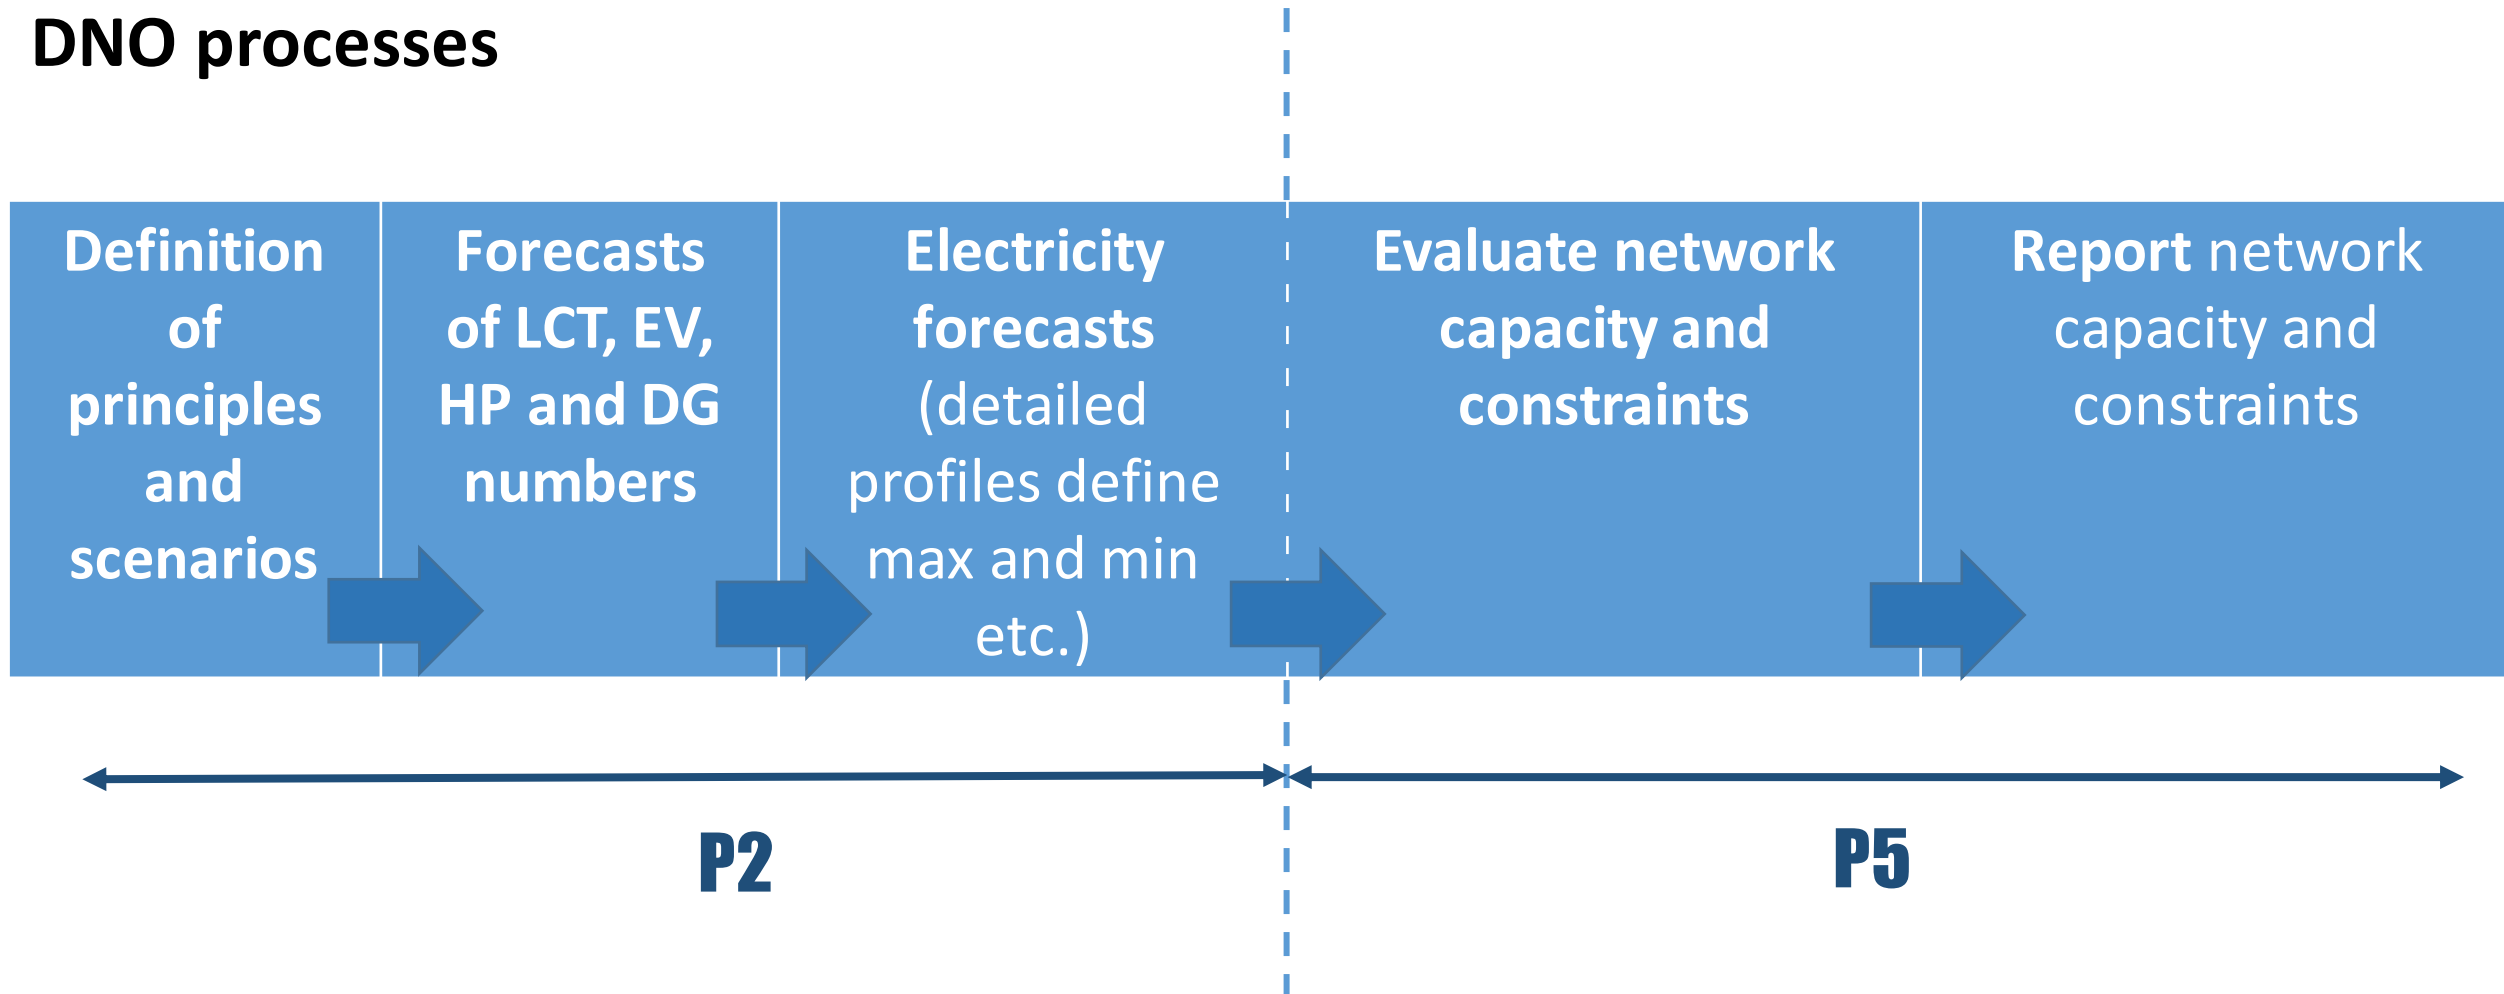 DNO processes
Definition
of
principles
and
scenarios
Forecasts
of LCT, EV,
HP and DG
numbers
Electricity
forecasts
(detailed
profiles define
max and min
etc.)
Evaluate network
capacity and
constraints
Report network
capacity and
constraints
P2
P5